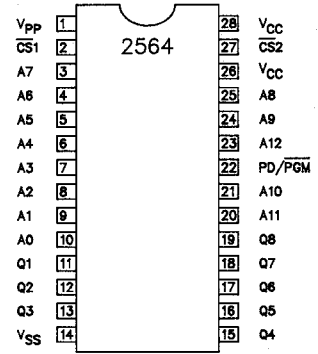 VPP 1 28 VCC
CS1 2 2564 27 CS2
A7 3 26 VCC
A6 4 25 A8
A5 5 24 A9
A4 6 23 A12
A3 7 22 PD/PGM
A2 8 21 A10
A1 9 20 A11
A0 10 19 Q8
Q1 11 18 Q7
Q2 12 17 Q6
Q3 13 16 Q5
VSS 14 15 Q4